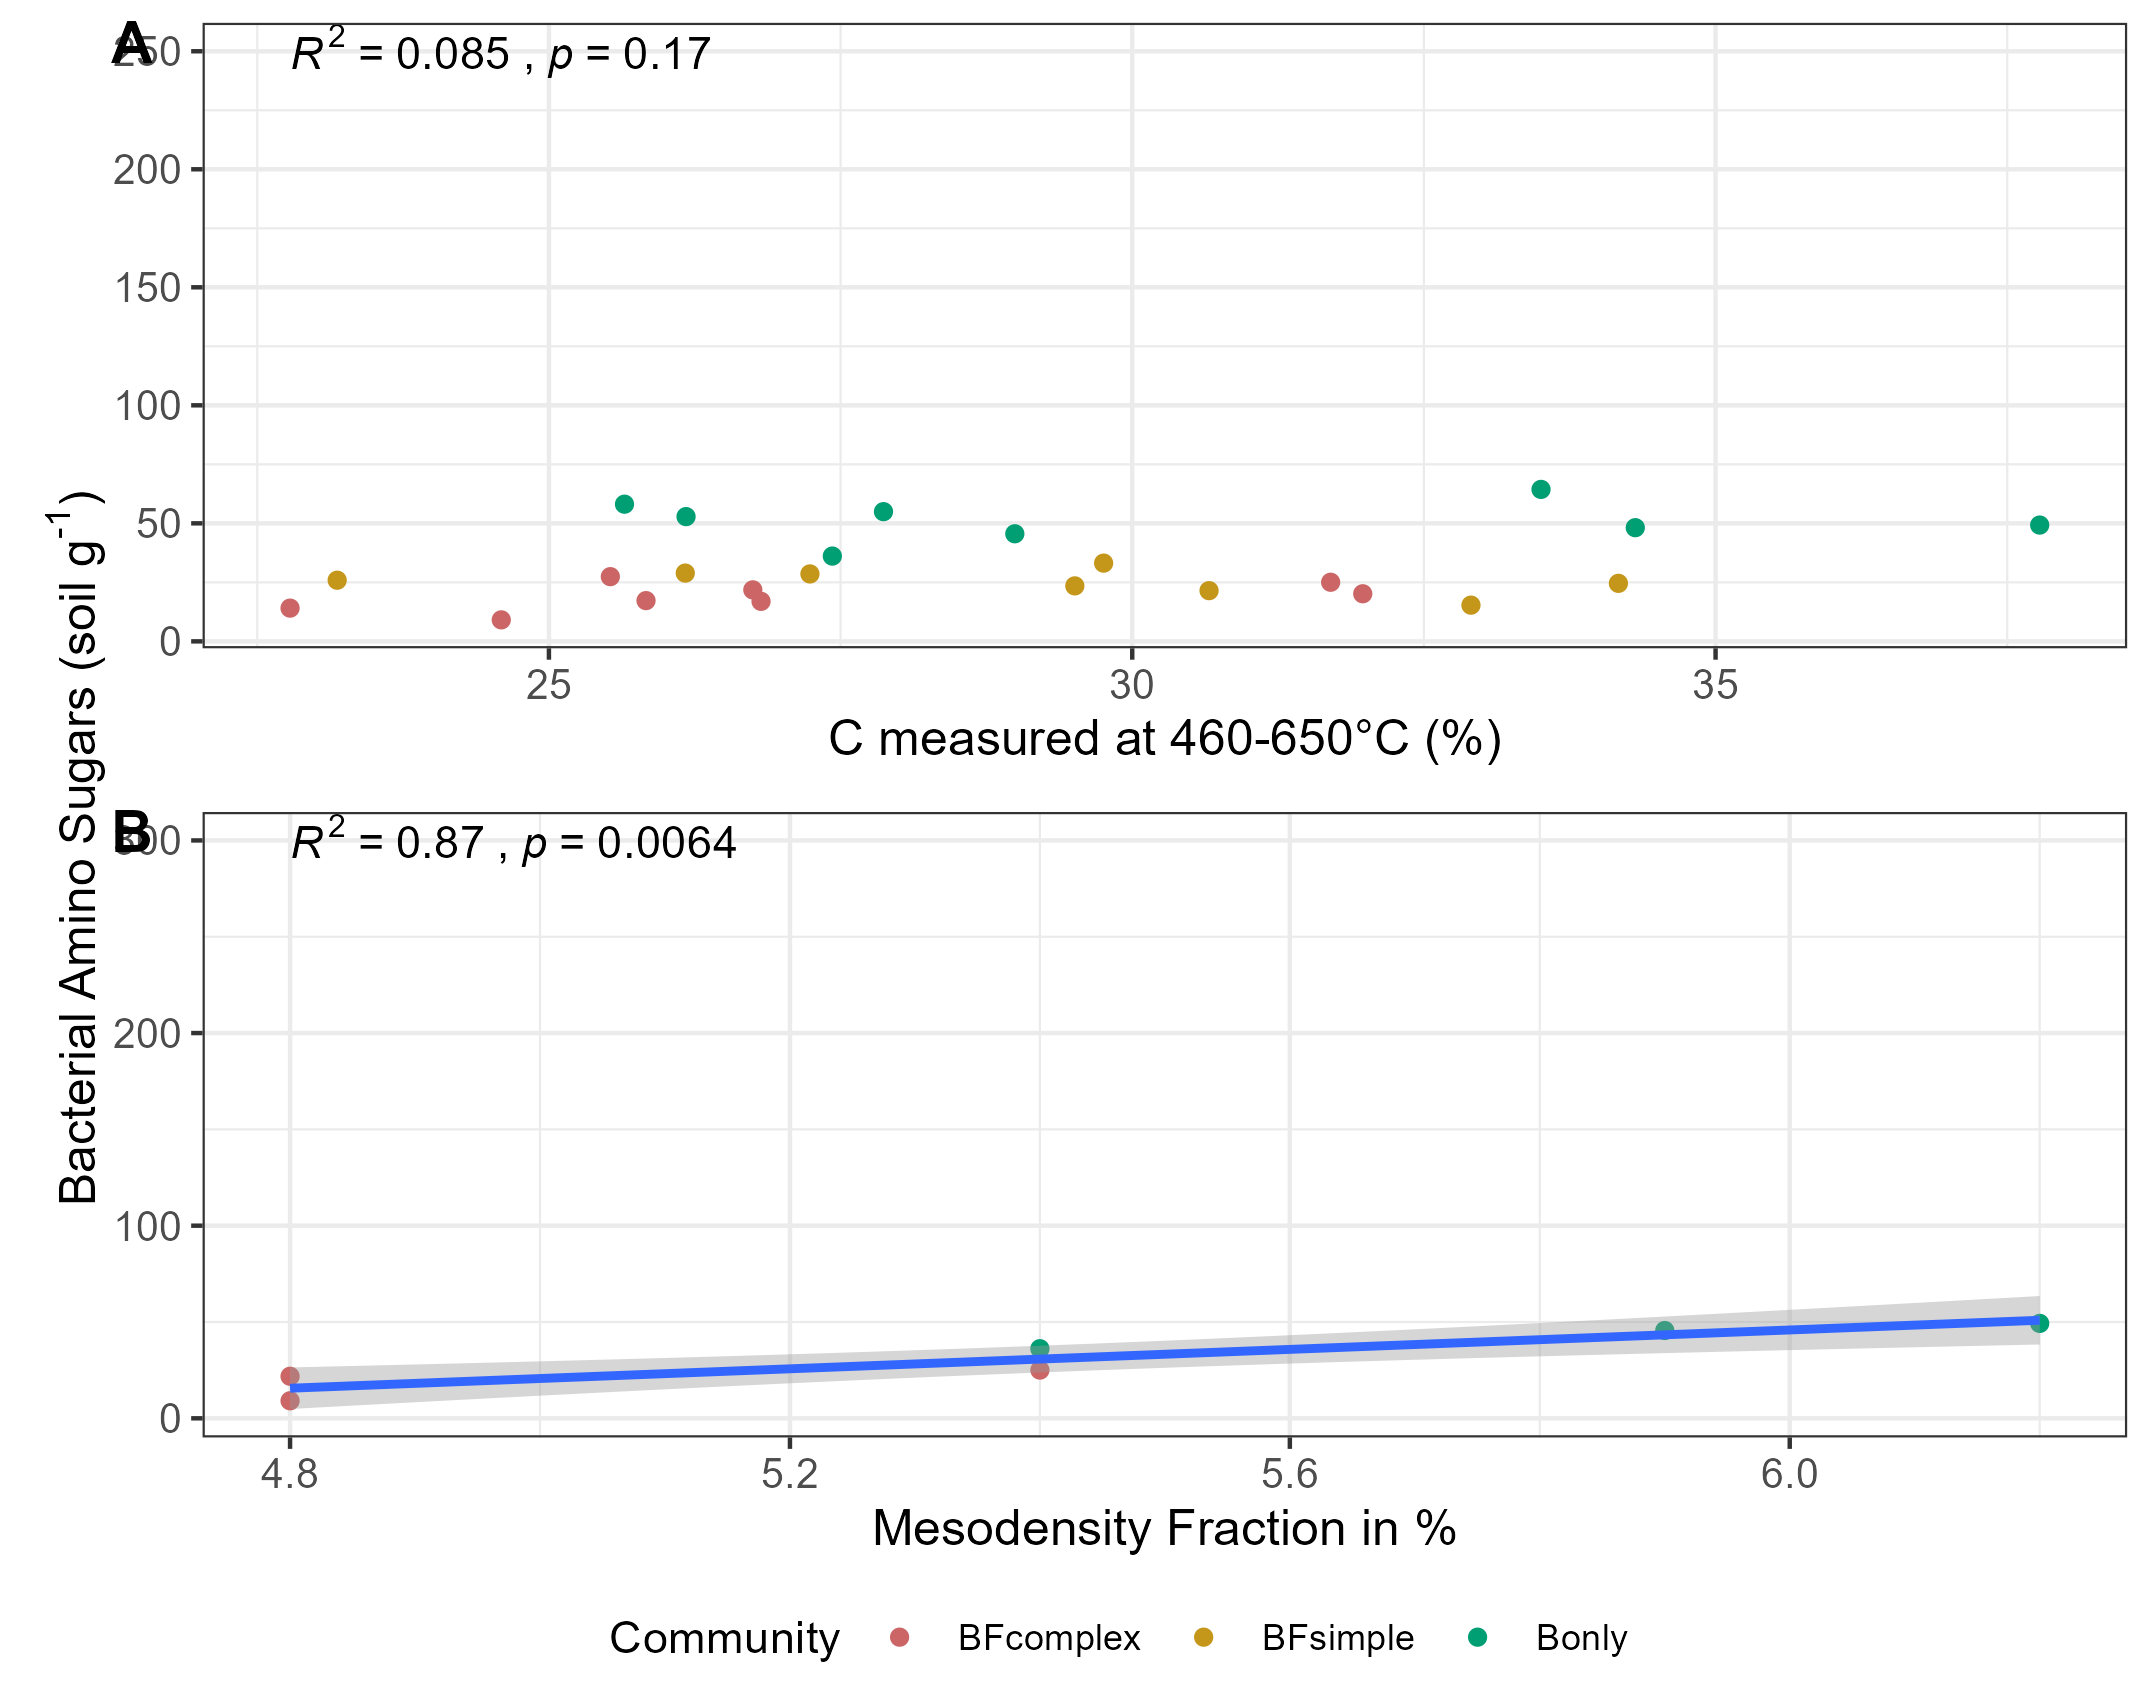 A
250
R² = 0.085 , p = 0.17
200
150
100
50
0
25 30 35
C measured at 460-650°C (%)
Bacterial Amino Sugars (soil g⁻¹)
B
300
R² = 0.87 , p = 0.0064
200
100
0
4.8 5.2 5.6 6.0
Mesodensity Fraction in %
Community BFcomplex BFsimple Bonly